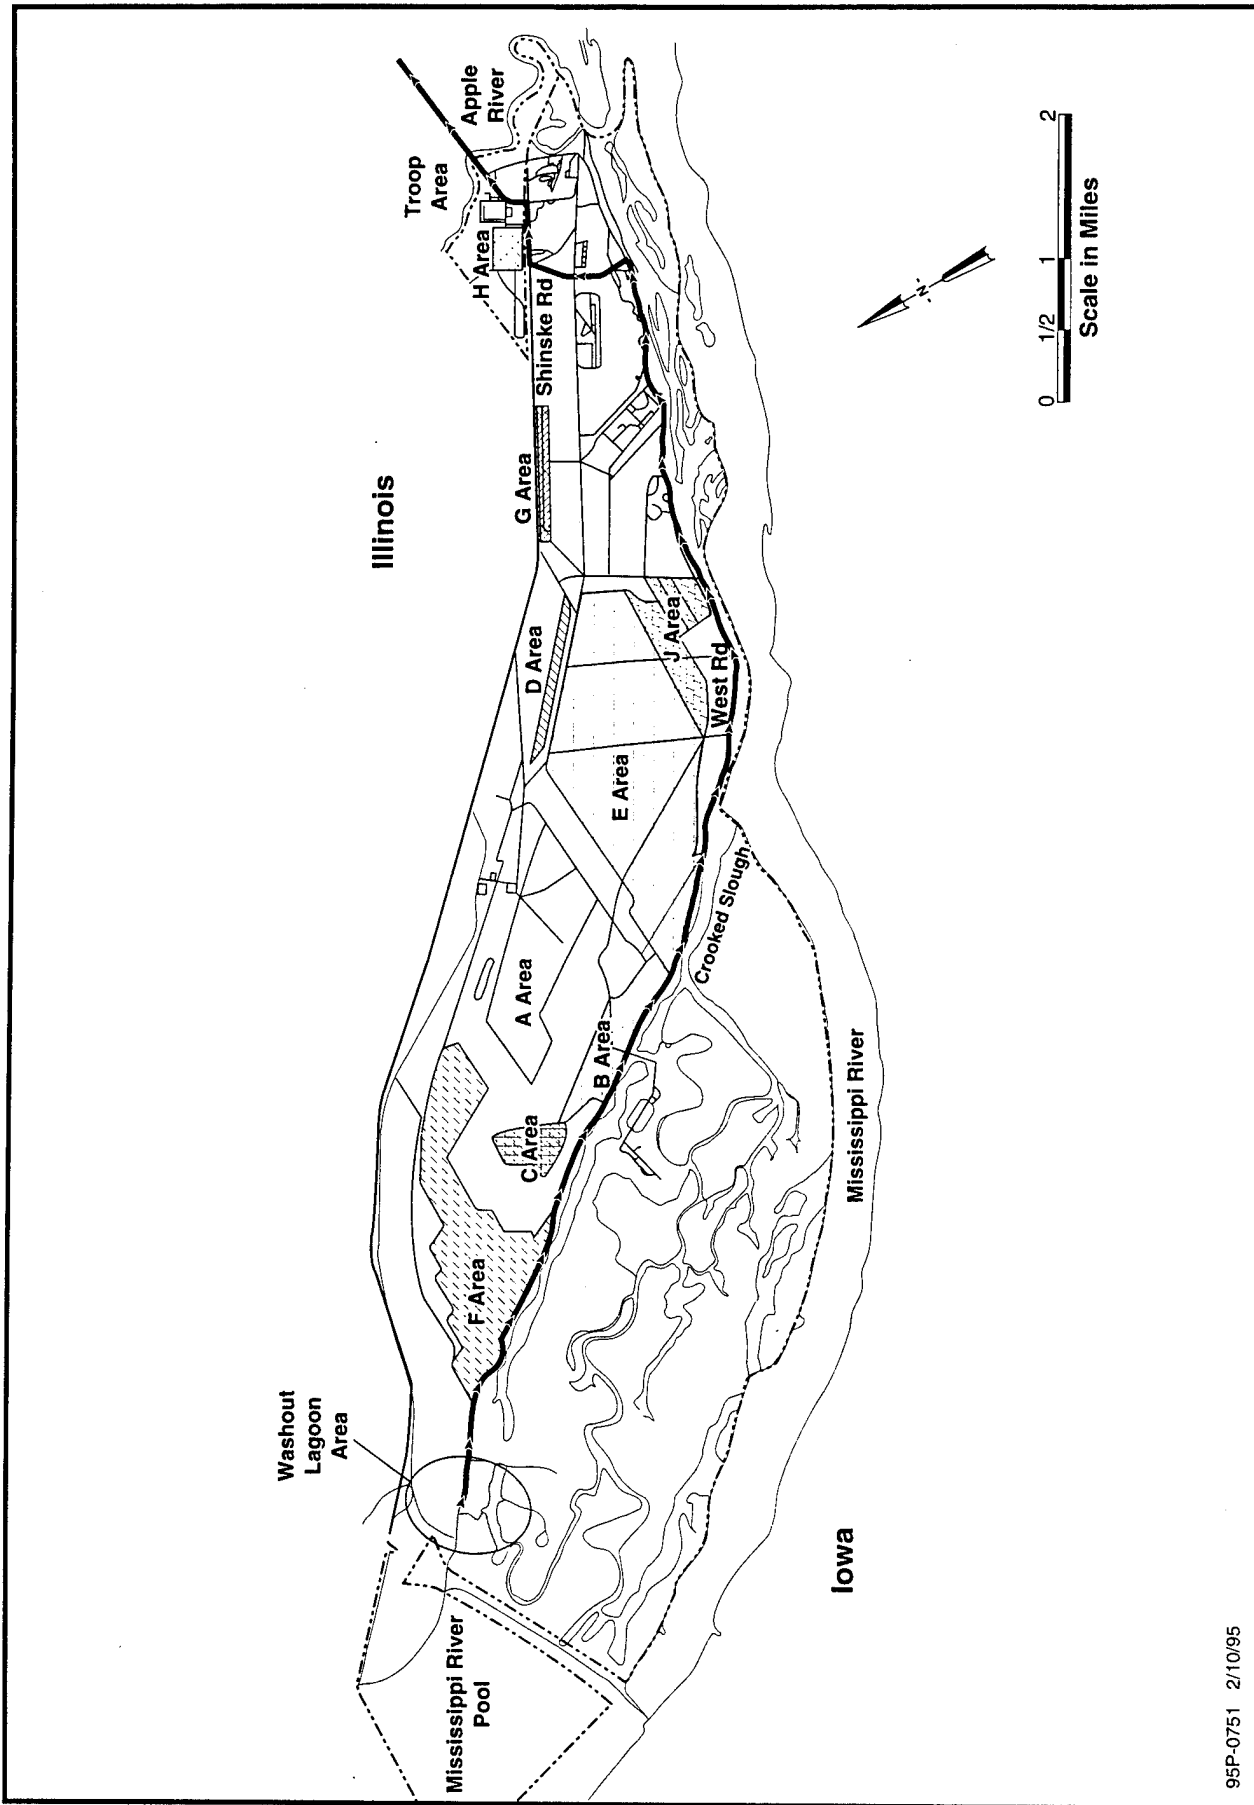 Illinois
Iowa
Washout
Lagoon
Area
Mississippi River
Pool
F Area
C Area
B Area
A Area
E Area
D Area
G Area
J Area
West Rd
Crooked Slough
Mississippi River
Shinske Rd
H Area
Troop
Area
Apple
River
N
0 1/2 1 2
Scale in Miles
95P-0751 2/10/95